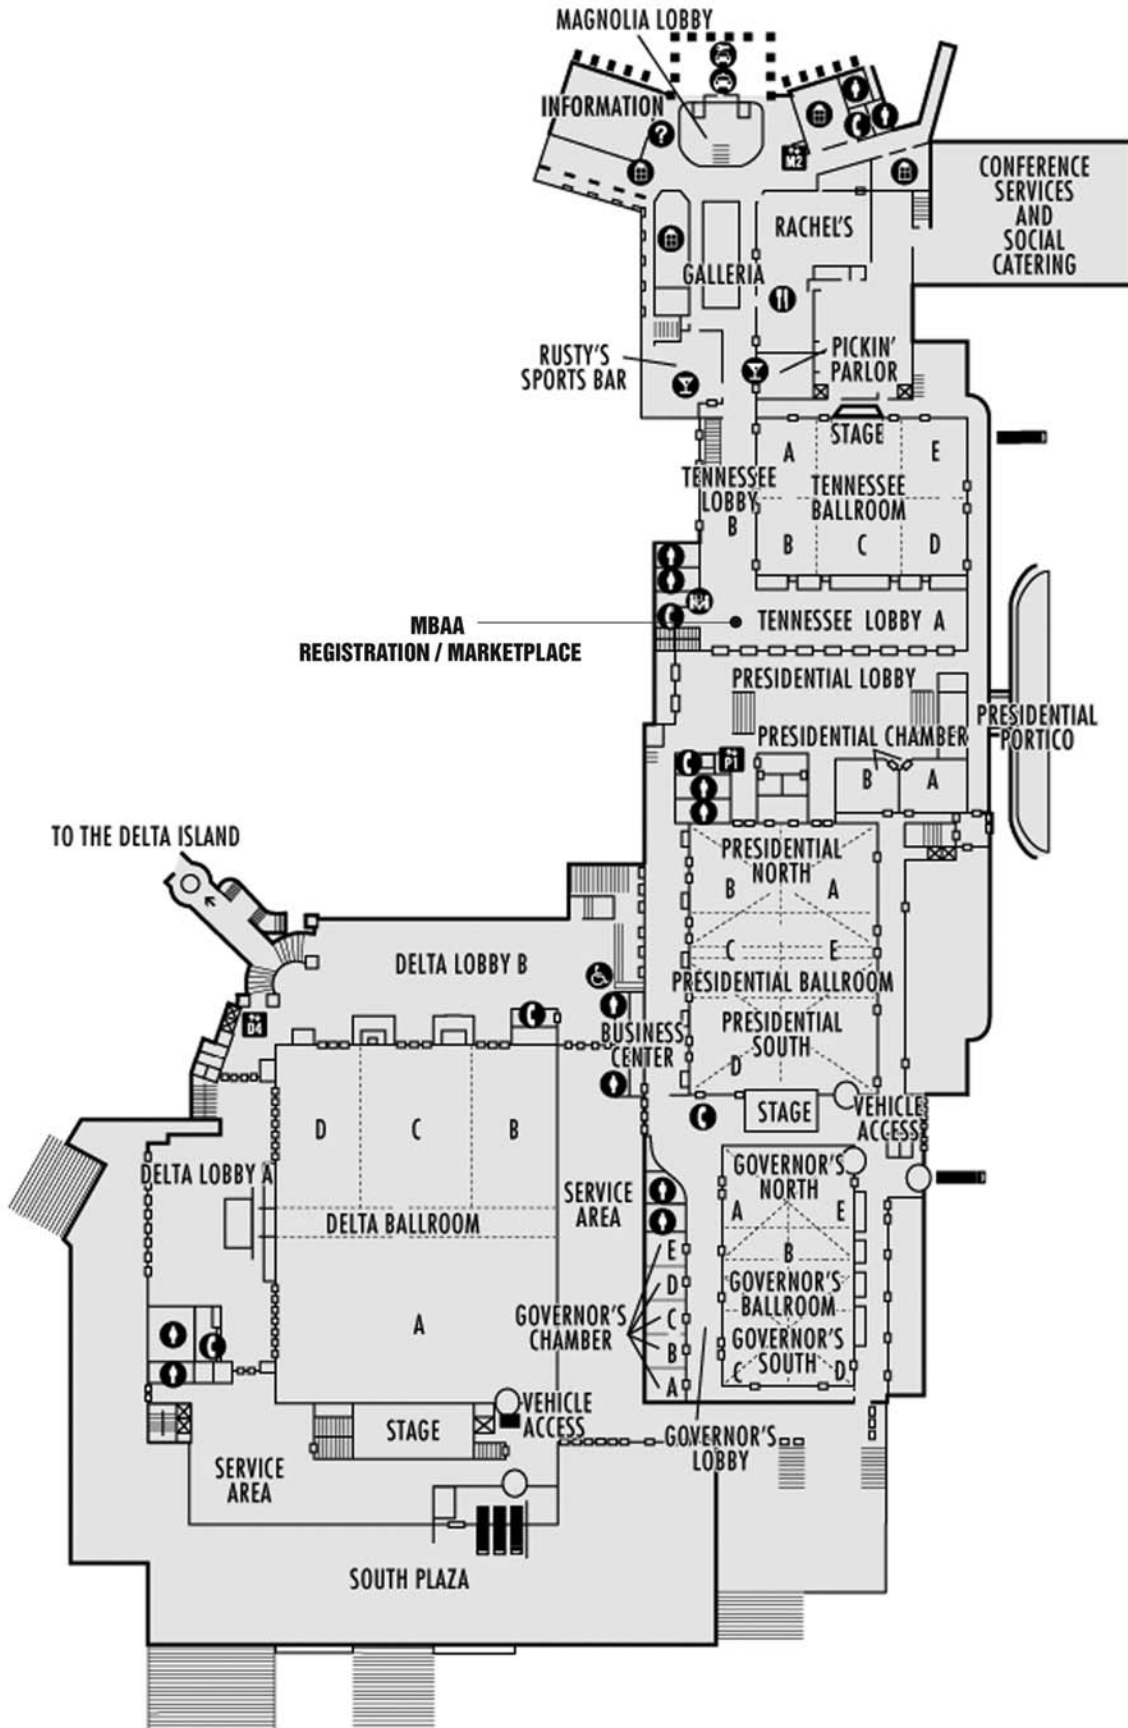 MAGNOLIA LOBBY
INFORMATION
?
M2
CONFERENCE
SERVICES
AND
SOCIAL
CATERING
RACHEL'S
GALLERIA
RUSTY'S
SPORTS BAR
PICKIN'
PARLOR
STAGE
A
E
TENNESSEE
LOBBY
B
TENNESSEE
BALLROOM
B
C
D
MBAA
REGISTRATION / MARKETPLACE
TENNESSEE LOBBY A
PRESIDENTIAL LOBBY
PRESIDENTIAL
PORTICO
PRESIDENTIAL CHAMBER
P1
B
A
TO THE DELTA ISLAND
PRESIDENTIAL
NORTH
B
A
C
E
PRESIDENTIAL BALLROOM
PRESIDENTIAL
SOUTH
D
DELTA LOBBY B
D4
BUSINESS
CENTER
STAGE
VEHICLE
ACCESS
D
C
B
DELTA LOBBY A
DELTA BALLROOM
A
SERVICE
AREA
GOVERNOR'S
NORTH
A
E
B
GOVERNOR'S
BALLROOM
GOVERNOR'S
SOUTH
C
D
E
D
C
B
A
GOVERNOR'S
CHAMBER
VEHICLE
ACCESS
STAGE
GOVERNOR'S
LOBBY
SERVICE
AREA
SOUTH PLAZA